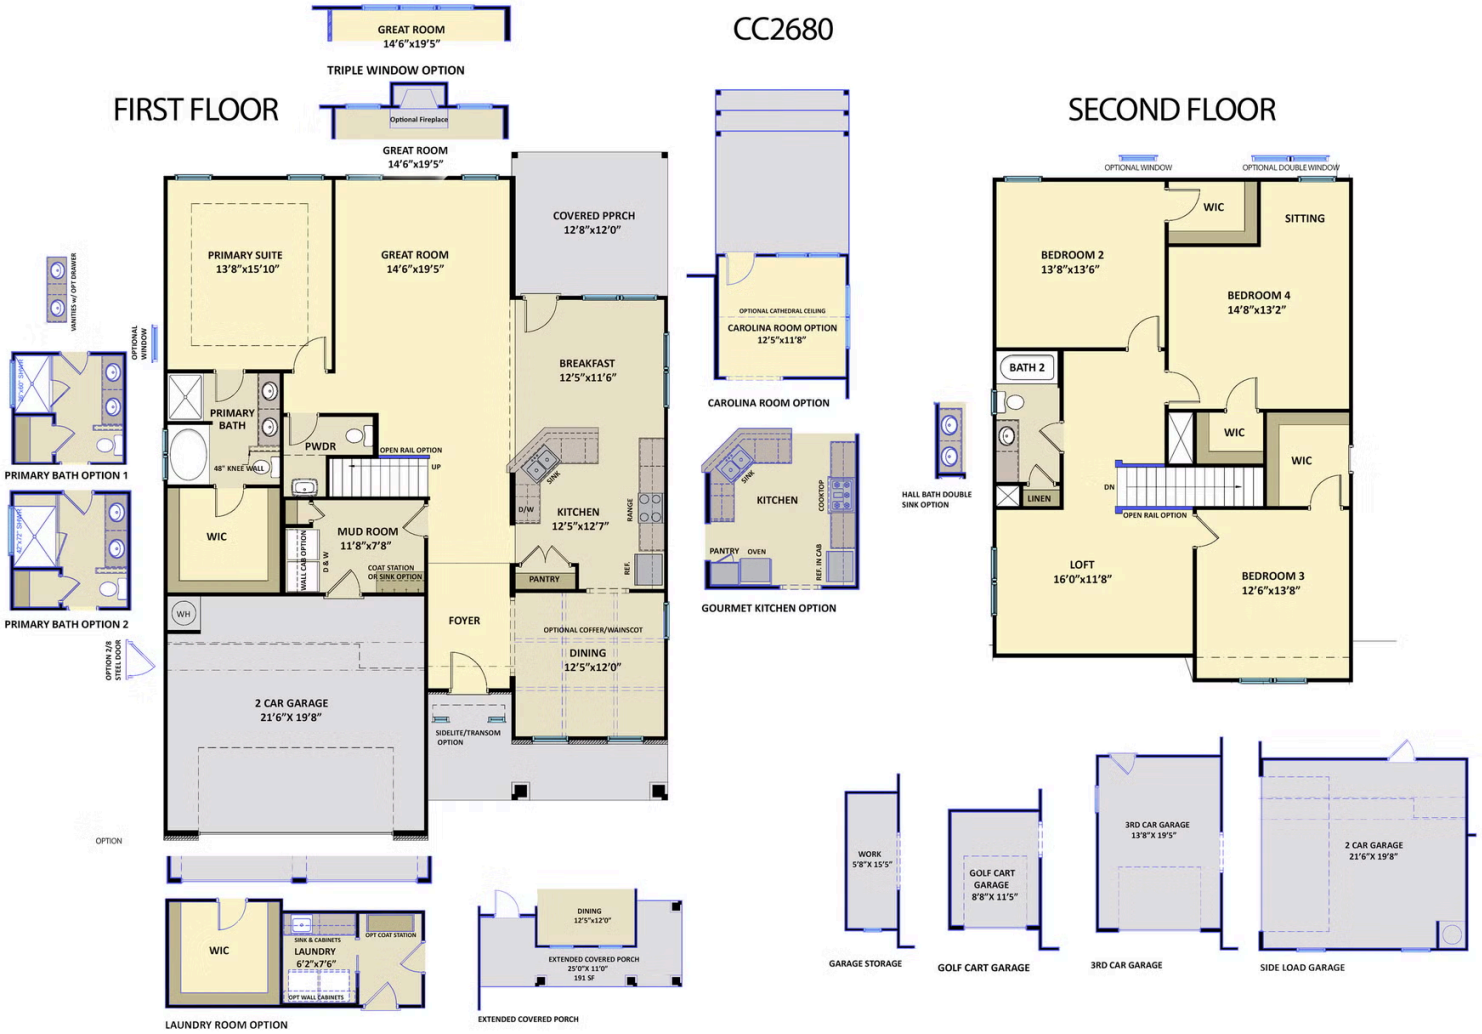 CC2680
GREAT ROOM
14'6"x19'5"
TRIPLE WINDOW OPTION
FIRST FLOOR
Optional Fireplace
GREAT ROOM
14'6"x19'5"
PRIMARY SUITE
13'8"x15'10"
GREAT ROOM
14'6"x19'5"
COVERED PPRCH
12'8"x12'0"
VANITIES w/ OPT DRAWER
OPTIONAL
WINDOW
PRIMARY BATH OPTION 1
42"x72" SHWR
PRIMARY BATH OPTION 2
OPTION 2/8
STEEL DOOR
PRIMARY
BATH
48" KNEE WALL
PWDR
OPEN RAIL OPTION
UP
BREAKFAST
12'5"x11'6"
SINK
D/W
KITCHEN
12'5"x12'7"
RANGE
REF.
PANTRY
WIC
MUD ROOM
11'8"x7'8"
WALL CAB OPTION
D & W
COAT STATION
OR SINK OPTION
WH
FOYER
OPTIONAL COFFER/WAINSCOT
DINING
12'5"x12'0"
2 CAR GARAGE
21'6"X 19'8"
SIDELITE/TRANSOM
OPTION
OPTION
WIC
SINK & CABINETS
LAUNDRY
6'2"x7'6"
OPT WALL CABINETS
OPT COAT STATION
LAUNDRY ROOM OPTION
DINING
12'5"x12'0"
EXTENDED COVERED PORCH
25'0"X 11'0"
191 SF
EXTENDED COVERED PORCH
OPTIONAL CATHEDRAL CEILING
CAROLINA ROOM OPTION
12'5"x11'8"
CAROLINA ROOM OPTION
SINK
KITCHEN
COOKTOP
PANTRY
OVEN
REF. IN CAB
GOURMET KITCHEN OPTION
SECOND FLOOR
OPTIONAL WINDOW
OPTIONAL DOUBLE WINDOW
WIC
SITTING
BEDROOM 2
13'8"x13'6"
BEDROOM 4
14'8"x13'2"
BATH 2
WIC
WIC
HALL BATH DOUBLE
SINK OPTION
LINEN
DN
OPEN RAIL OPTION
LOFT
16'0"x11'8"
BEDROOM 3
12'6"x13'8"
WORK
5'8"X 15'5"
GARAGE STORAGE
GOLF CART
GARAGE
8'8"X 11'5"
GOLF CART GARAGE
3RD CAR GARAGE
13'8"X 19'5"
3RD CAR GARAGE
2 CAR GARAGE
21'6"X 19'8"
SIDE LOAD GARAGE